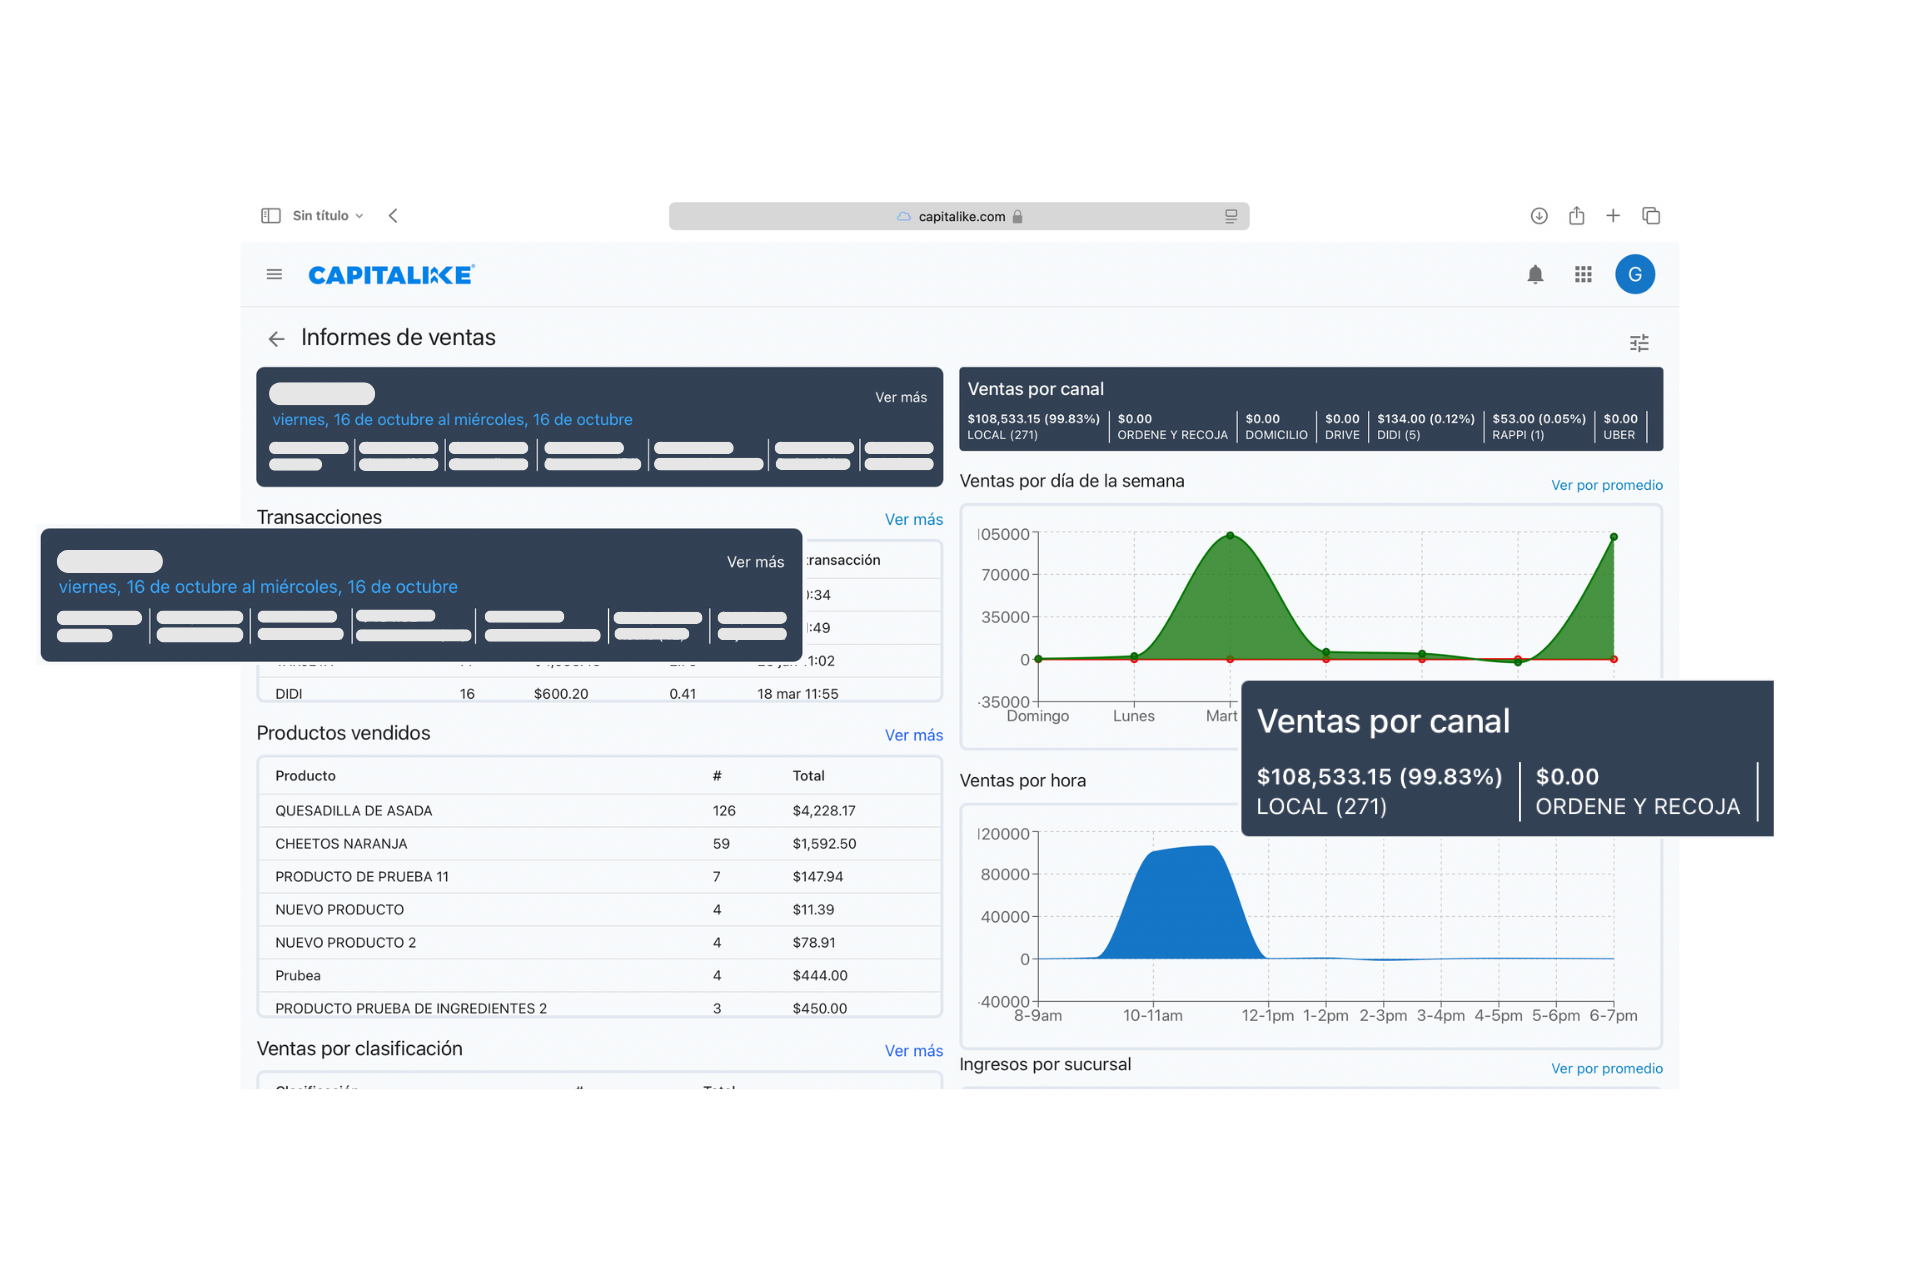 Sin título
capitalike.com
CAPITALIKE
G
Informes de ventas
Ver más
viernes, 16 de octubre al miércoles, 16 de octubre
Ventas por canal
$108,533.15 (99.83%) $0.00 $0.00 $0.00 $134.00 (0.12%) $53.00 (0.05%) $0.00
LOCAL (271) ORDENE Y RECOJA DOMICILIO DRIVE DIDI (5) RAPPI (1) UBER
Transacciones
Ver más
Ver más
viernes, 16 de octubre al miércoles, 16 de octubre
:49
11:02
DIDI 16 $600.20 0.41 18 mar 11:55
Productos vendidos
Ver más
Producto # Total
QUESADILLA DE ASADA 126 $4,228.17
CHEETOS NARANJA 59 $1,592.50
PRODUCTO DE PRUEBA 11 7 $147.94
NUEVO PRODUCTO 4 $11.39
NUEVO PRODUCTO 2 4 $78.91
Prubea 4 $444.00
PRODUCTO PRUEBA DE INGREDIENTES 2 3 $450.00
Ventas por clasificación
Ver más
Ventas por día de la semana
Ver por promedio
105000
70000
35000
0
-35000
Domingo Lunes Mart
Ventas por canal
$108,533.15 (99.83%) $0.00
LOCAL (271) ORDENE Y RECOJA
Ventas por hora
120000
80000
40000
0
-40000
8-9am 10-11am 12-1pm 1-2pm 2-3pm 3-4pm 4-5pm 5-6pm 6-7pm
Ingresos por sucursal
Ver por promedio